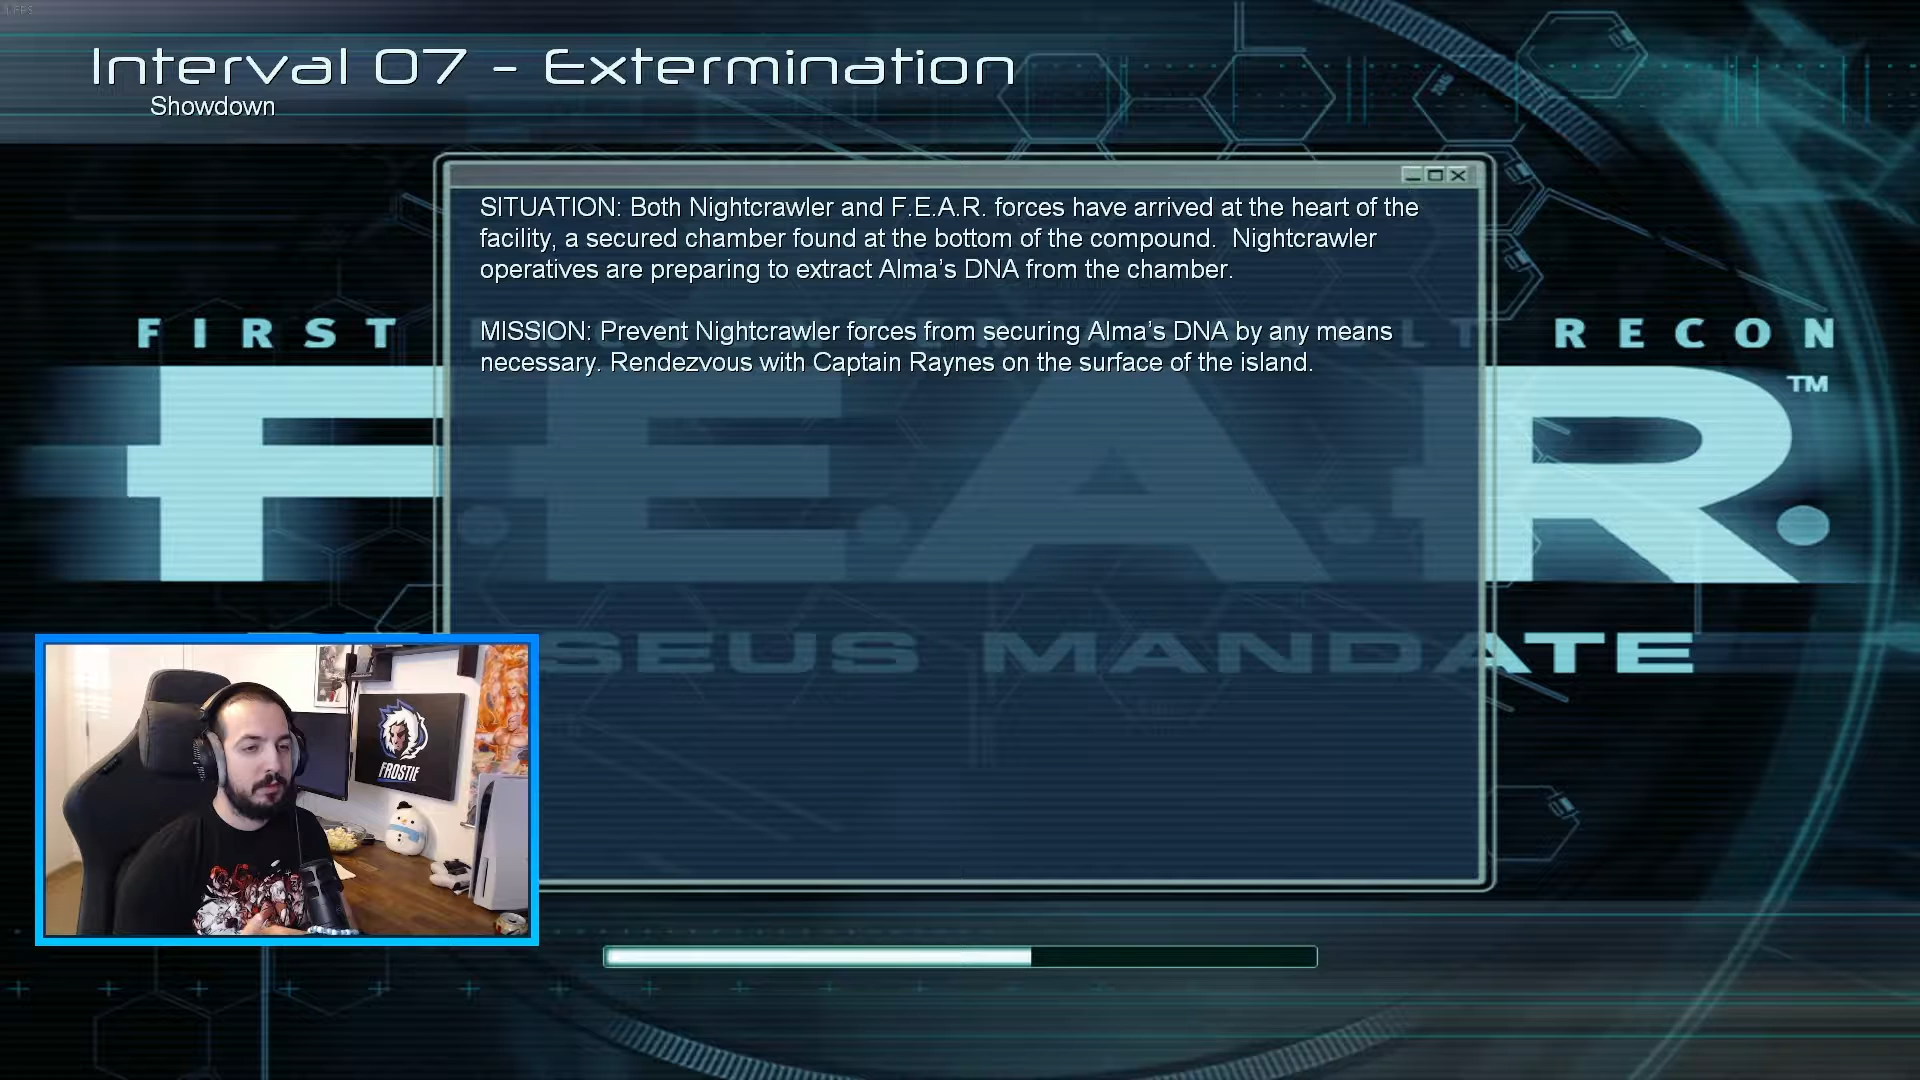 Interval 07 - Extermination
Showdown
SITUATION: Both Nightcrawler and F.E.A.R. forces have arrived at the heart of the
facility, a secured chamber found at the bottom of the compound.  Nightcrawler
operatives are preparing to extract Alma’s DNA from the chamber.
MISSION: Prevent Nightcrawler forces from securing Alma’s DNA by any means
necessary. Rendezvous with Captain Raynes on the surface of the island.
FIRST RECON
F.E.A.R.™
SEUS MANDATE
FROSTIE